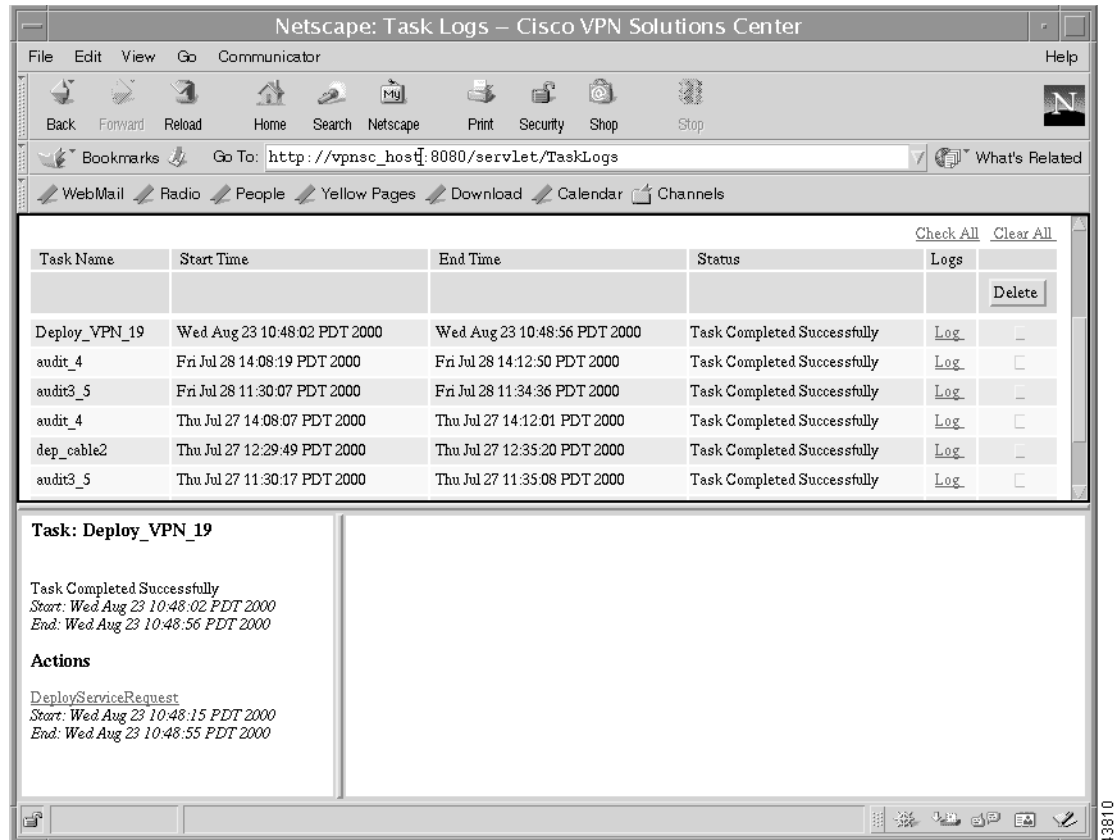 Netscape: Task Logs – Cisco VPN Solutions Center
File Edit View Go Communicator Help
My N
Back Forward Reload Home Search Netscape Print Security Shop Stop
Bookmarks Go To: http://vpnsc_host:8080/servlet/TaskLogs What's Related
WebMail Radio People Yellow Pages Download Calendar Channels
Check All Clear All
Task Name Start Time End Time Status Logs
Delete
Deploy_VPN_19 Wed Aug 23 10:48:02 PDT 2000 Wed Aug 23 10:48:56 PDT 2000 Task Completed Successfully Log
audit_4 Fri Jul 28 14:08:19 PDT 2000 Fri Jul 28 14:12:50 PDT 2000 Task Completed Successfully Log
audit3_5 Fri Jul 28 11:30:07 PDT 2000 Fri Jul 28 11:34:36 PDT 2000 Task Completed Successfully Log
audit_4 Thu Jul 27 14:08:07 PDT 2000 Thu Jul 27 14:12:01 PDT 2000 Task Completed Successfully Log
dep_cable2 Thu Jul 27 12:29:49 PDT 2000 Thu Jul 27 12:35:20 PDT 2000 Task Completed Successfully Log
audit3_5 Thu Jul 27 11:30:17 PDT 2000 Thu Jul 27 11:35:08 PDT 2000 Task Completed Successfully Log
Task: Deploy_VPN_19
Task Completed Successfully
Start: Wed Aug 23 10:48:02 PDT 2000
End: Wed Aug 23 10:48:56 PDT 2000
Actions
DeployServiceRequest
Start: Wed Aug 23 10:48:15 PDT 2000
End: Wed Aug 23 10:48:55 PDT 2000